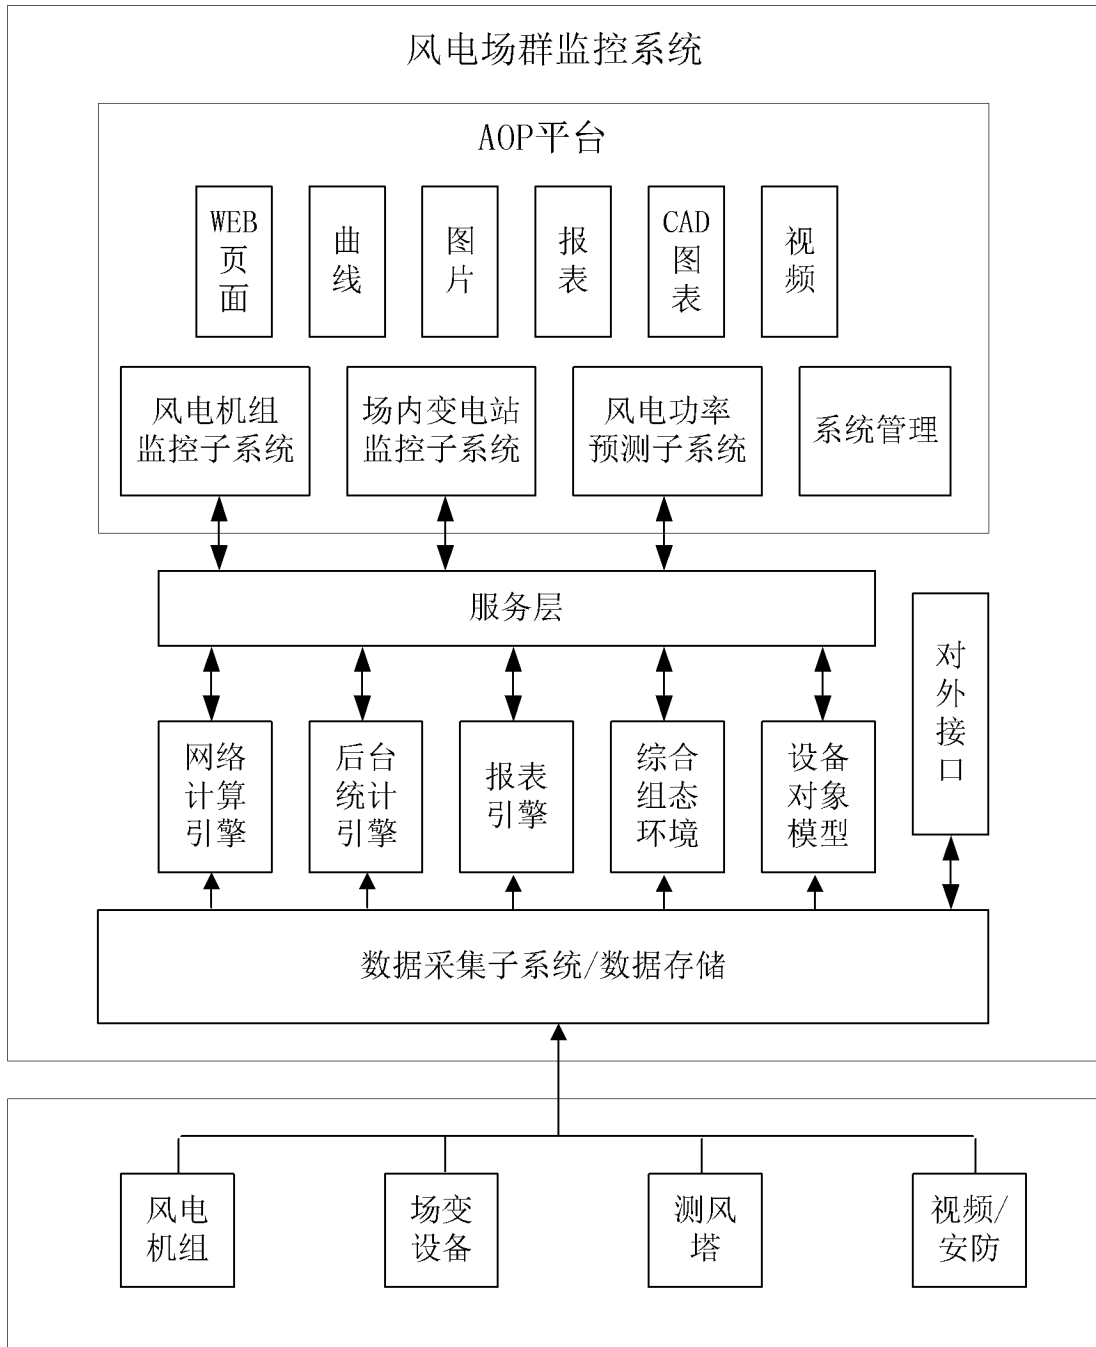 风电场群监控系统
AOP平台
WEB
页
面
曲
线
图
片
报
表
CAD
图
表
视
频
风电机组
监控子系统
场内变电站
监控子系统
风电功率
预测子系统
系统管理
服务层
对
外
接
口
网络
计算
引擎
后台
统计
引擎
报表
引擎
综合
组态
环境
设备
对象
模型
数据采集子系统/数据存储
风电
机组
场变
设备
测风
塔
视频/
安防